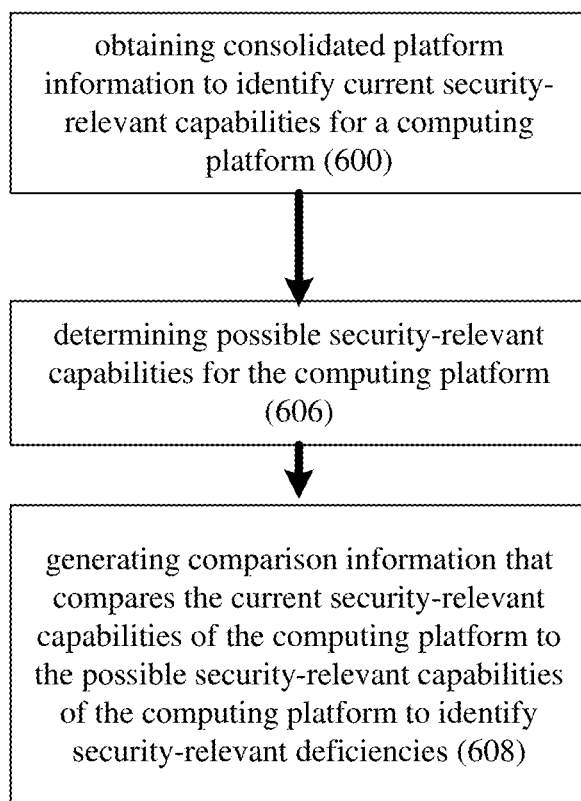 obtaining consolidated platform
information to identify current security-
relevant capabilities for a computing
platform (600)
determining possible security-relevant
capabilities for the computing platform
(606)
generating comparison information that
compares the current security-relevant
capabilities of the computing platform to
the possible security-relevant capabilities
of the computing platform to identify
security-relevant deficiencies (608)